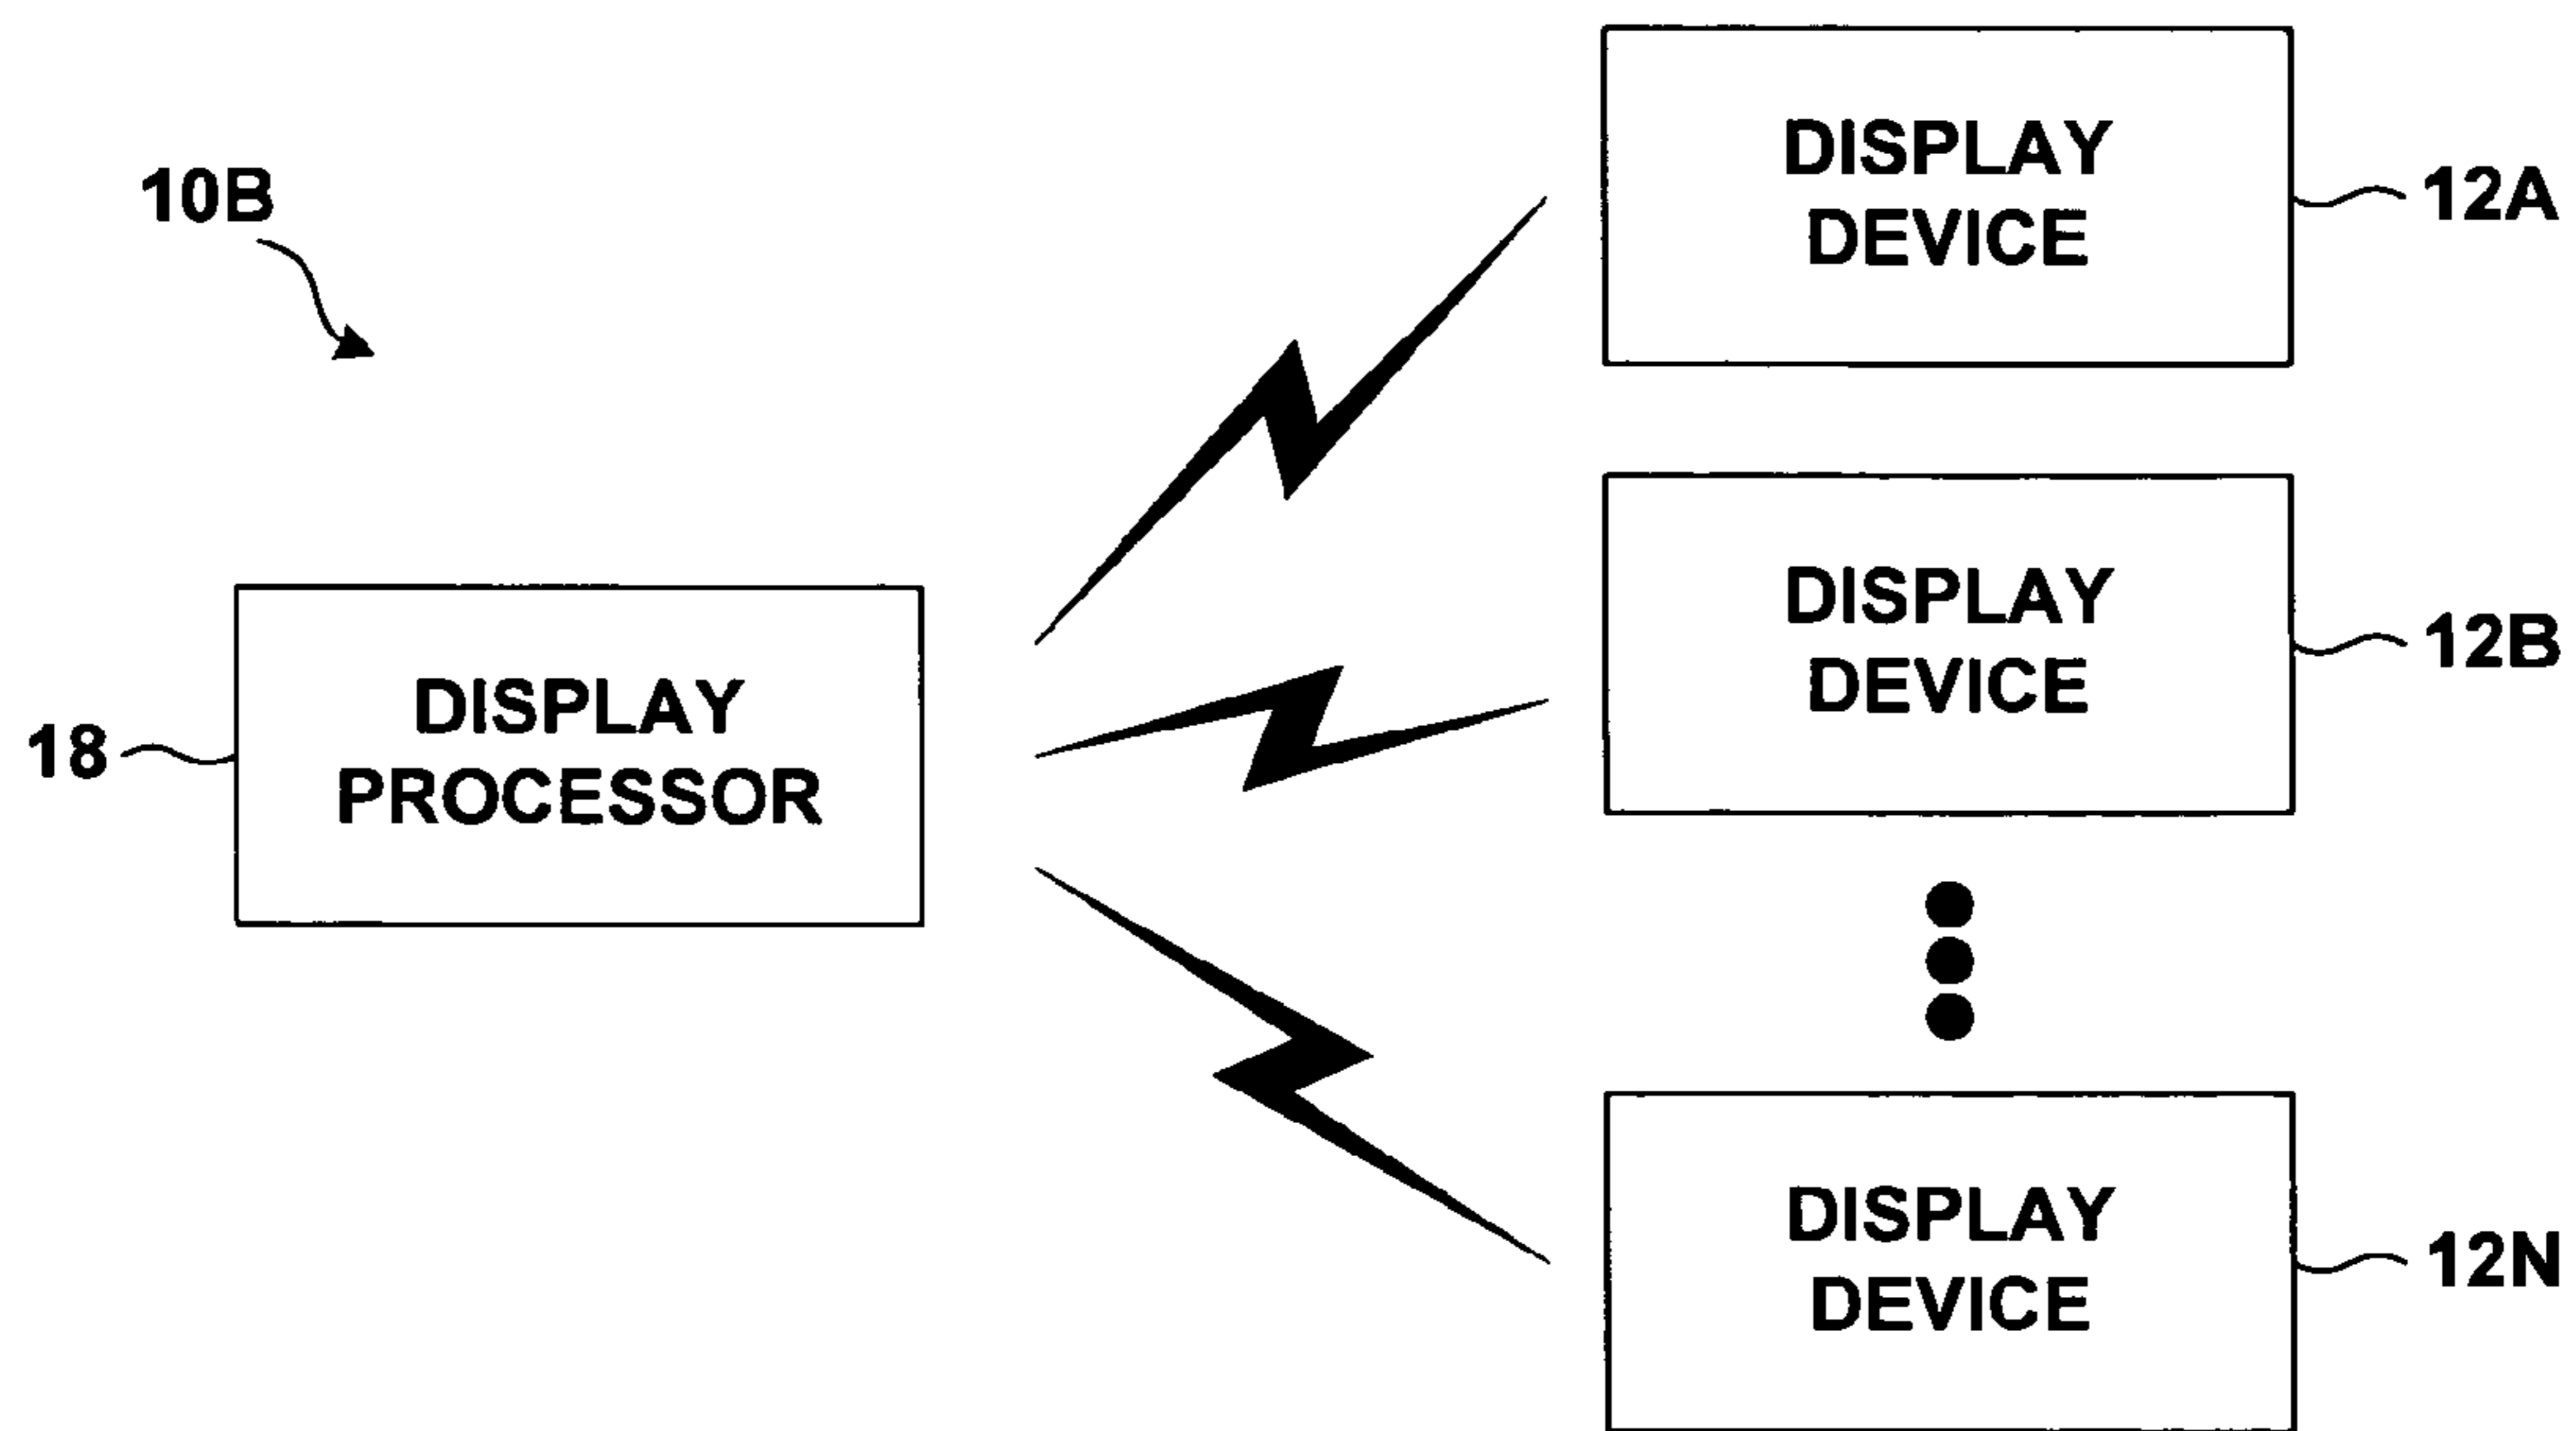 10B
DISPLAY
DEVICE
12A
DISPLAY
DEVICE
12B
18
DISPLAY
PROCESSOR
DISPLAY
DEVICE
12N